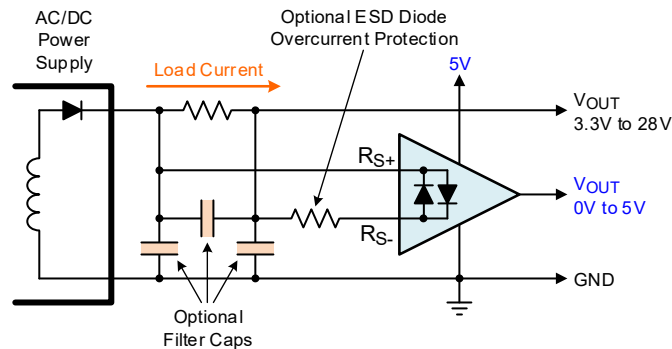 AC/DC
Power
Supply
Optional ESD Diode
Overcurrent Protection
Load Current
5V
VOUT
3.3V to 28V
RS+
VOUT
0V to 5V
RS-
GND
Optional
Filter Caps